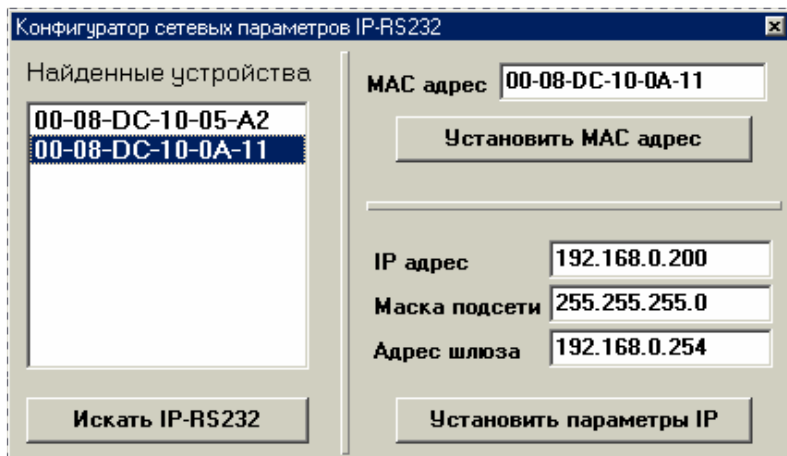 Конфигуратор сетевых параметров IP-RS232
Найденные устройства
00-08-DC-10-05-A2
00-08-DC-10-0A-11
Искать IP-RS232
MAC адрес 00-08-DC-10-0A-11
Установить MAC адрес
IP адрес 192.168.0.200
Маска подсети 255.255.255.0
Адрес шлюза 192.168.0.254
Установить параметры IP